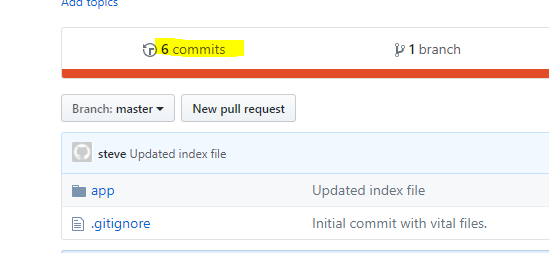 Add topics
6 commits
1 branch
Branch: master
New pull request
steve Updated index file
app Updated index file
.gitignore Initial commit with vital files.